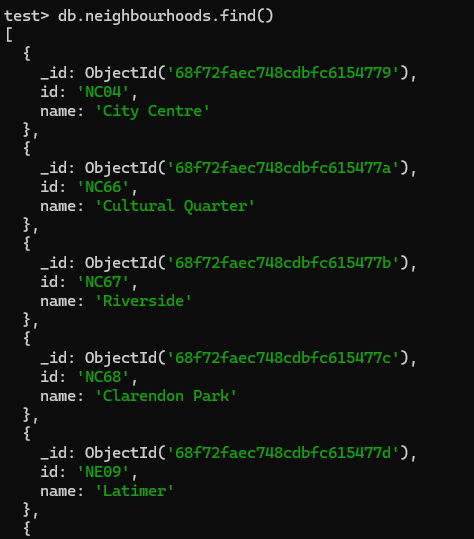 test> db.neighbourhoods.find()
[
  {
    _id: ObjectId('68f72faec748cdbfc6154779'),
    id: 'NC04',
    name: 'City Centre'
  },
  {
    _id: ObjectId('68f72faec748cdbfc615477a'),
    id: 'NC66',
    name: 'Cultural Quarter'
  },
  {
    _id: ObjectId('68f72faec748cdbfc615477b'),
    id: 'NC67',
    name: 'Riverside'
  },
  {
    _id: ObjectId('68f72faec748cdbfc615477c'),
    id: 'NC68',
    name: 'Clarendon Park'
  },
  {
    _id: ObjectId('68f72faec748cdbfc615477d'),
    id: 'NE09',
    name: 'Latimer'
  },
  {